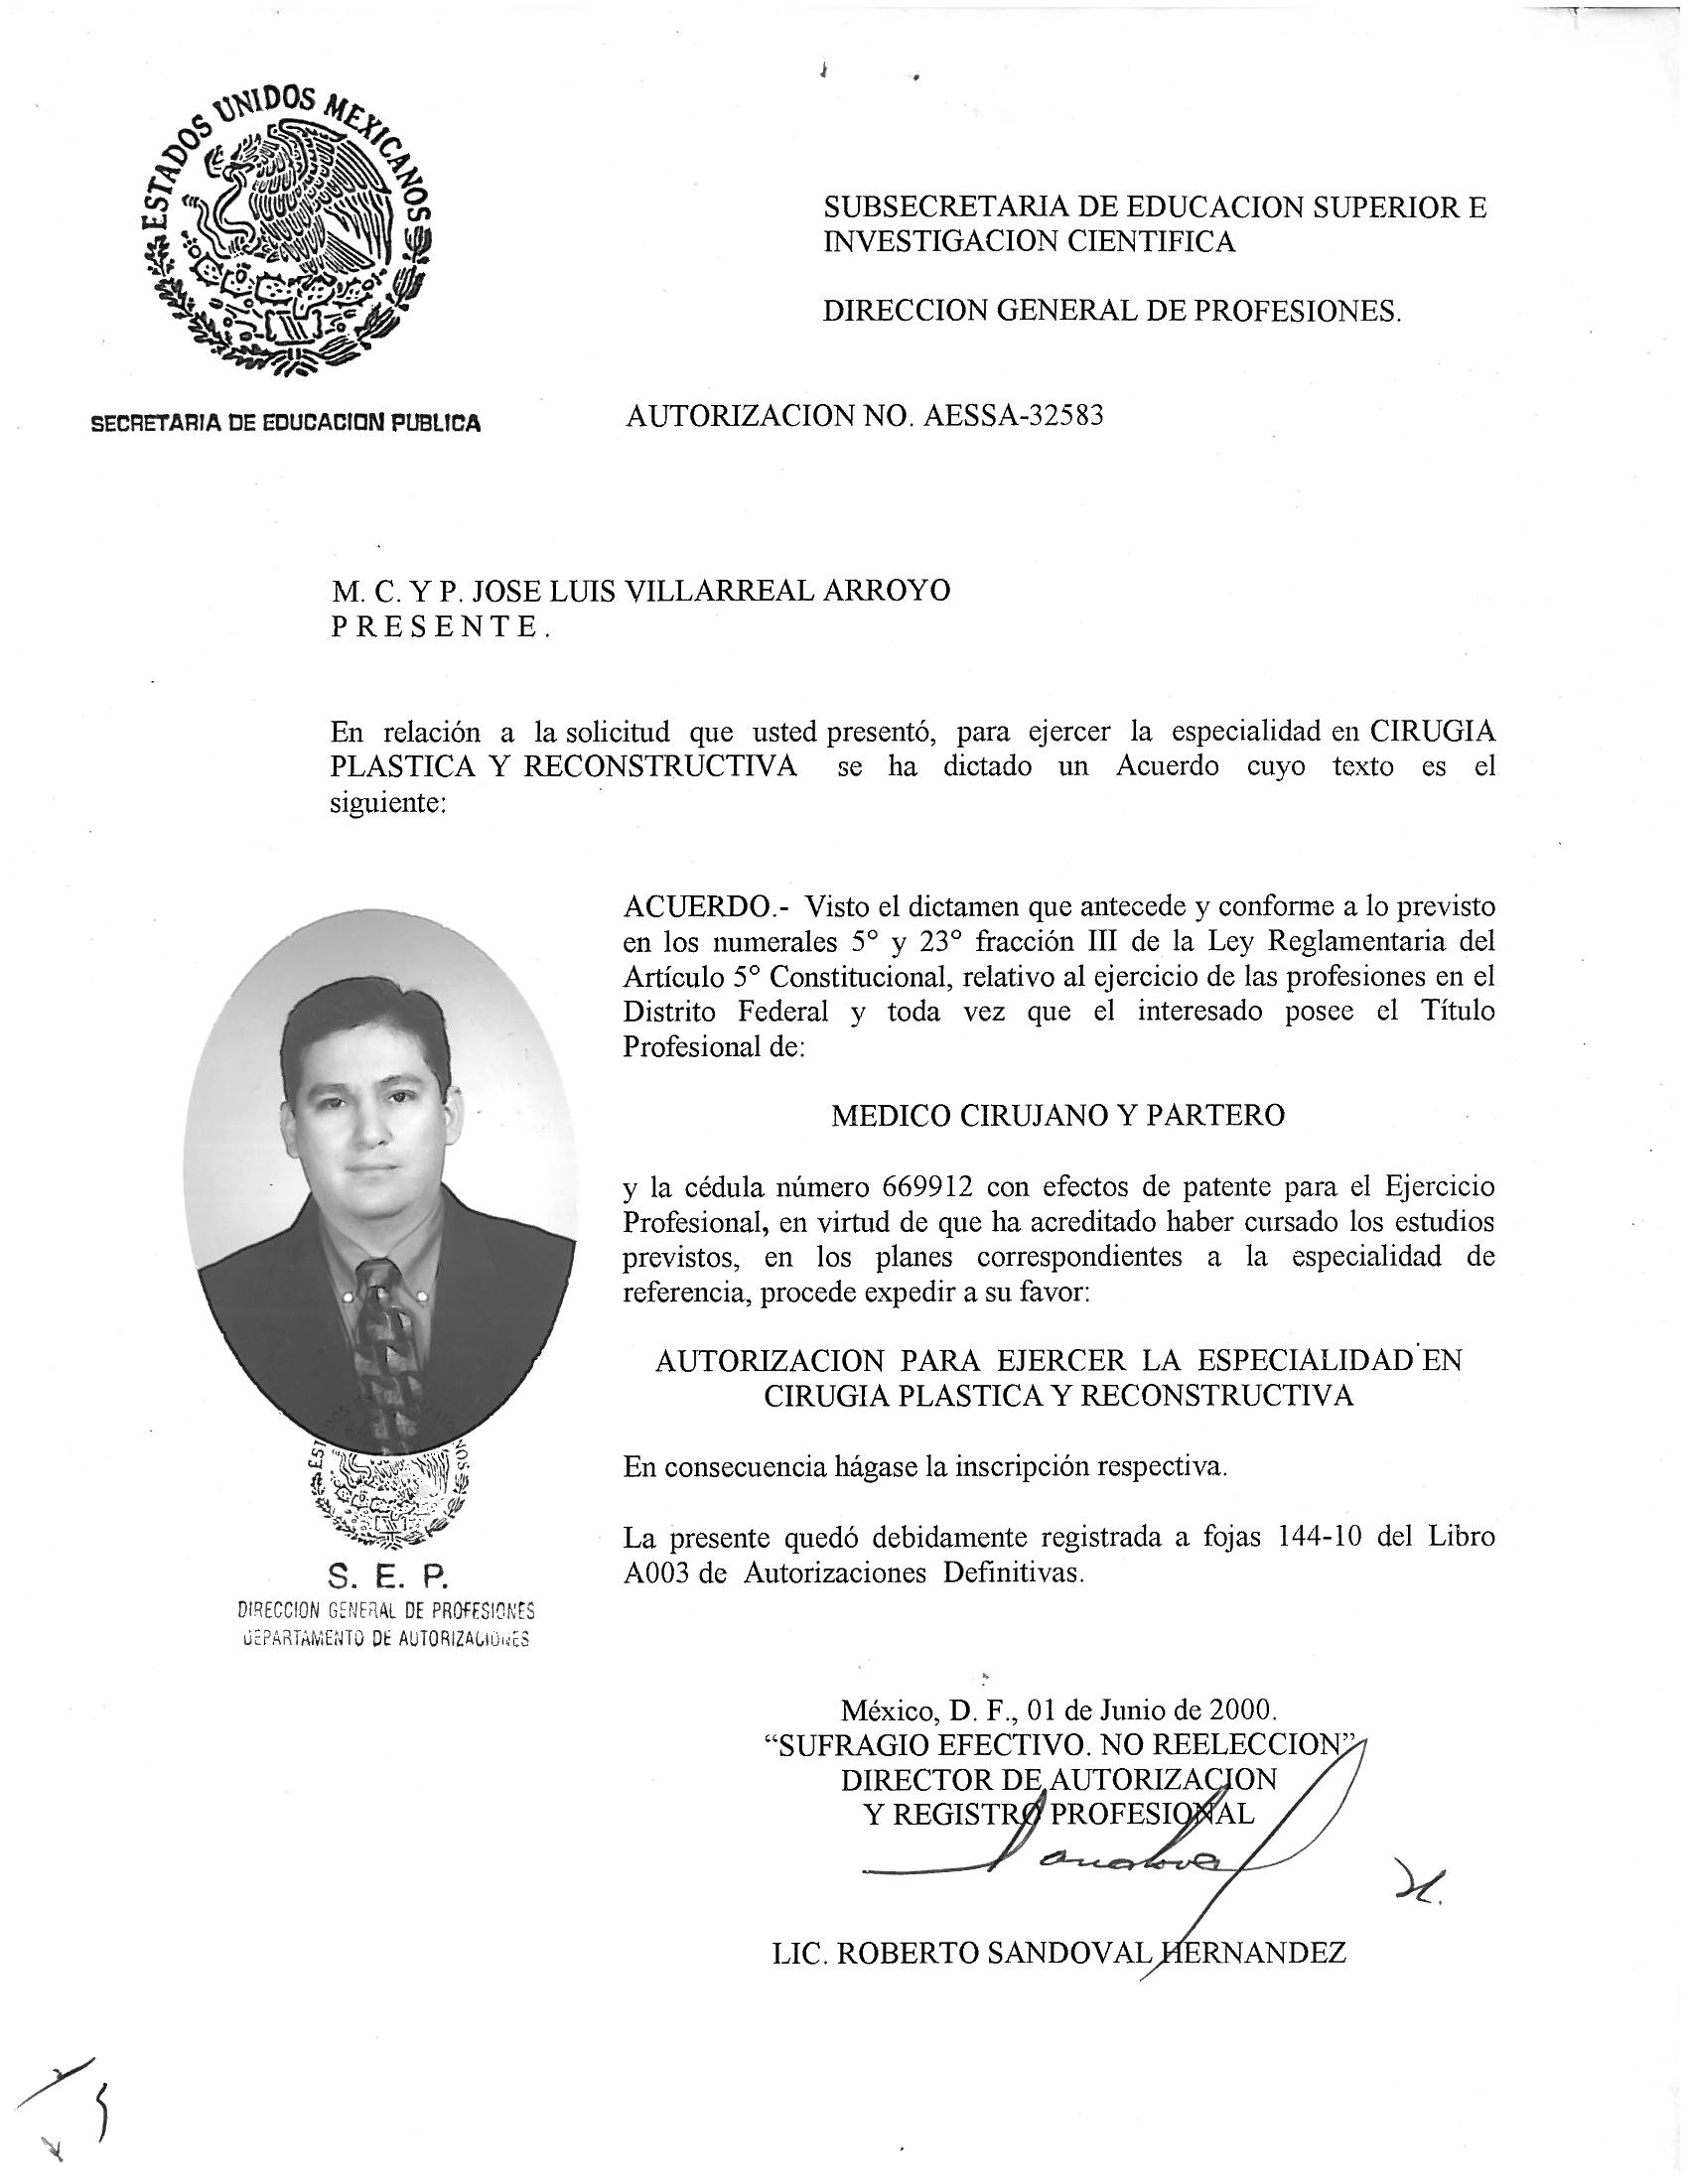 ESTADOS UNIDOS MEXICANOS
SUBSECRETARIA DE EDUCACION SUPERIOR E
INVESTIGACION CIENTIFICA
DIRECCION GENERAL DE PROFESIONES.
SECRETARIA DE EDUCACION PUBLICA
AUTORIZACION NO. AESSA-32583
M. C. Y P. JOSE LUIS VILLARREAL ARROYO
P R E S E N T E .
En relación a la solicitud que usted presentó, para ejercer la especialidad en CIRUGIA
PLASTICA Y RECONSTRUCTIVA se ha dictado un Acuerdo cuyo texto es el
siguiente:
ACUERDO.- Visto el dictamen que antecede y conforme a lo previsto
en los numerales 5° y 23° fracción III de la Ley Reglamentaria del
Artículo 5° Constitucional, relativo al ejercicio de las profesiones en el
Distrito Federal y toda vez que el interesado posee el Título
Profesional de:
MEDICO CIRUJANO Y PARTERO
y la cédula número 669912 con efectos de patente para el Ejercicio
Profesional, en virtud de que ha acreditado haber cursado los estudios
previstos, en los planes correspondientes a la especialidad de
referencia, procede expedir a su favor:
AUTORIZACION PARA EJERCER LA ESPECIALIDAD EN
CIRUGIA PLASTICA Y RECONSTRUCTIVA
En consecuencia hágase la inscripción respectiva.
La presente quedó debidamente registrada a fojas 144-10 del Libro
A003 de Autorizaciones Definitivas.
S. E. P.
DIRECCION GENERAL DE PROFESIONES
DEPARTAMENTO DE AUTORIZACIONES
México, D. F., 01 de Junio de 2000.
“SUFRAGIO EFECTIVO. NO REELECCION”
DIRECTOR DE AUTORIZACION
Y REGISTRO PROFESIONAL
LIC. ROBERTO SANDOVAL HERNANDEZ